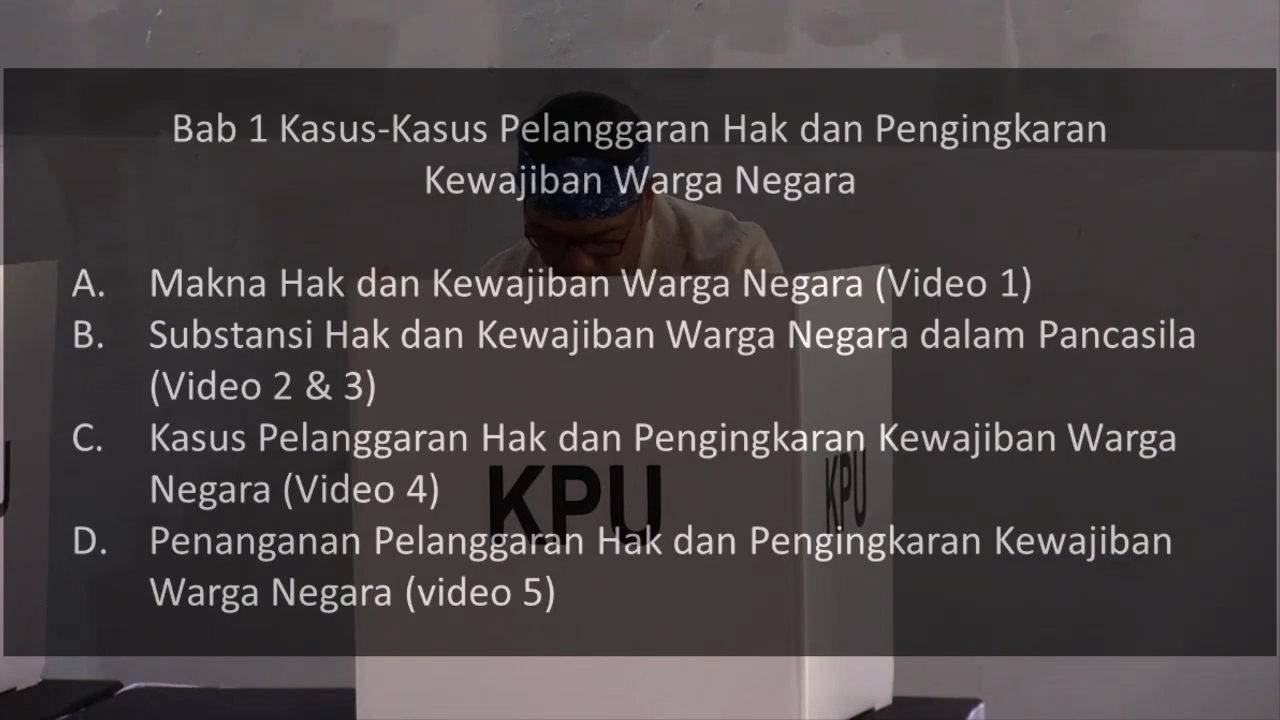 Bab 1 Kasus-Kasus Pelanggaran Hak dan Pengingkaran
Kewajiban Warga Negara
A. Makna Hak dan Kewajiban Warga Negara (Video 1)
B. Substansi Hak dan Kewajiban Warga Negara dalam Pancasila
(Video 2 & 3)
C. Kasus Pelanggaran Hak dan Pengingkaran Kewajiban Warga
Negara (Video 4)
D. Penanganan Pelanggaran Hak dan Pengingkaran Kewajiban
Warga Negara (video 5)
KPU
KPU
U